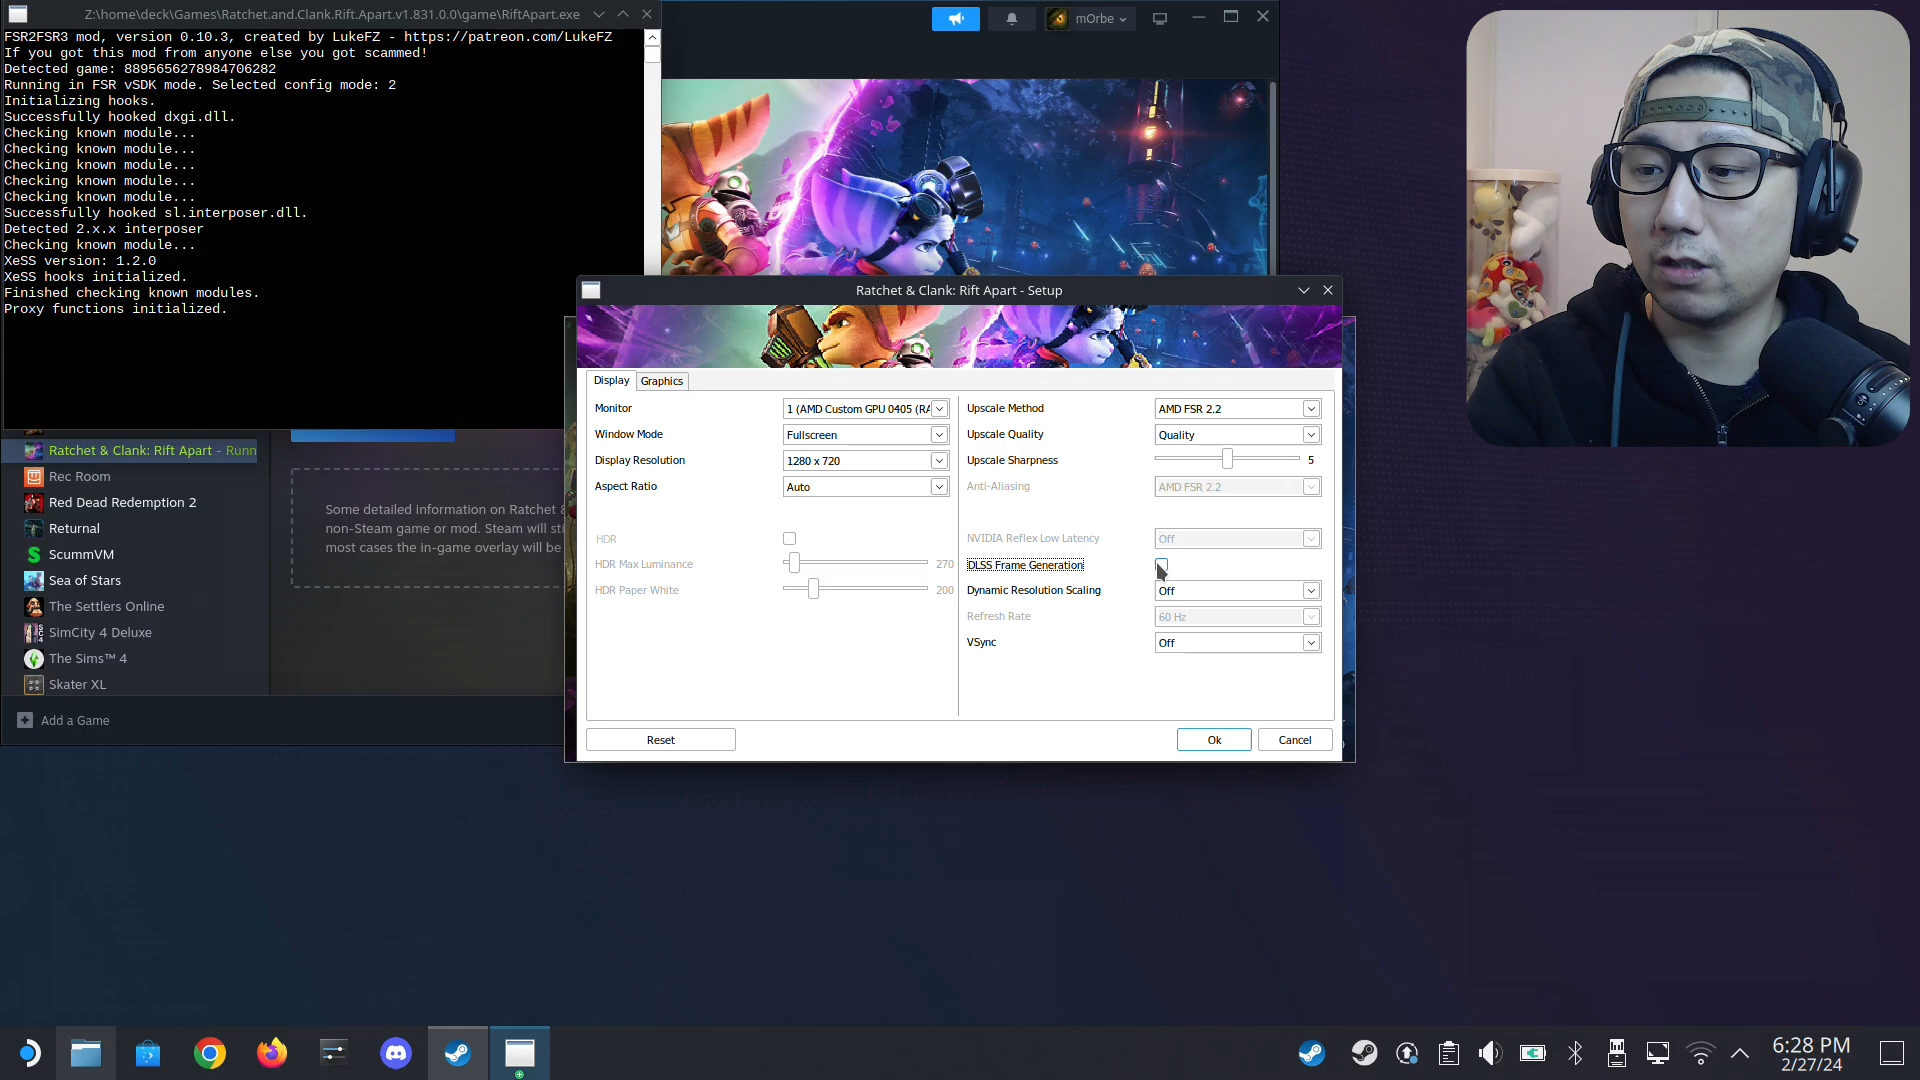 Z:\home\deck\Games\Ratchet.and.Clank.Rift.Apart.v1.831.0.0\game\RiftApart.exe
FSR2FSR3 mod, version 0.10.3, created by LukeFZ - https://patreon.com/LukeFZ
If you got this mod from anyone else you got scammed!
Detected game: 8895656278984706282
Running in FSR vSDK mode. Selected config mode: 2
Initializing hooks.
Successfully hooked dxgi.dll.
Checking known module...
Checking known module...
Checking known module...
Checking known module...
Checking known module...
Successfully hooked sl.interposer.dll.
Detected 2.x.x interposer
Checking known module...
XeSS version: 1.2.0
XeSS hooks initialized.
Finished checking known modules.
Proxy functions initialized.
mOrbe
Ratchet & Clank: Rift Apart - Runn
Rec Room
Red Dead Redemption 2
Returnal
ScummVM
Sea of Stars
The Settlers Online
SimCity 4 Deluxe
The Sims™ 4
Skater XL
Add a Game
Some detailed information on Ratchet &
non-Steam game or mod. Steam will sti
most cases the in-game overlay will be
Ratchet & Clank: Rift Apart - Setup
Display
Graphics
Monitor
1 (AMD Custom GPU 0405 (RA
Window Mode
Fullscreen
Display Resolution
1280 x 720
Aspect Ratio
Auto
HDR
HDR Max Luminance
270
HDR Paper White
200
Upscale Method
AMD FSR 2.2
Upscale Quality
Quality
Upscale Sharpness
5
Anti-Aliasing
AMD FSR 2.2
NVIDIA Reflex Low Latency
Off
DLSS Frame Generation
Dynamic Resolution Scaling
Off
Refresh Rate
60 Hz
VSync
Off
Reset
Ok
Cancel
6:28 PM
2/27/24